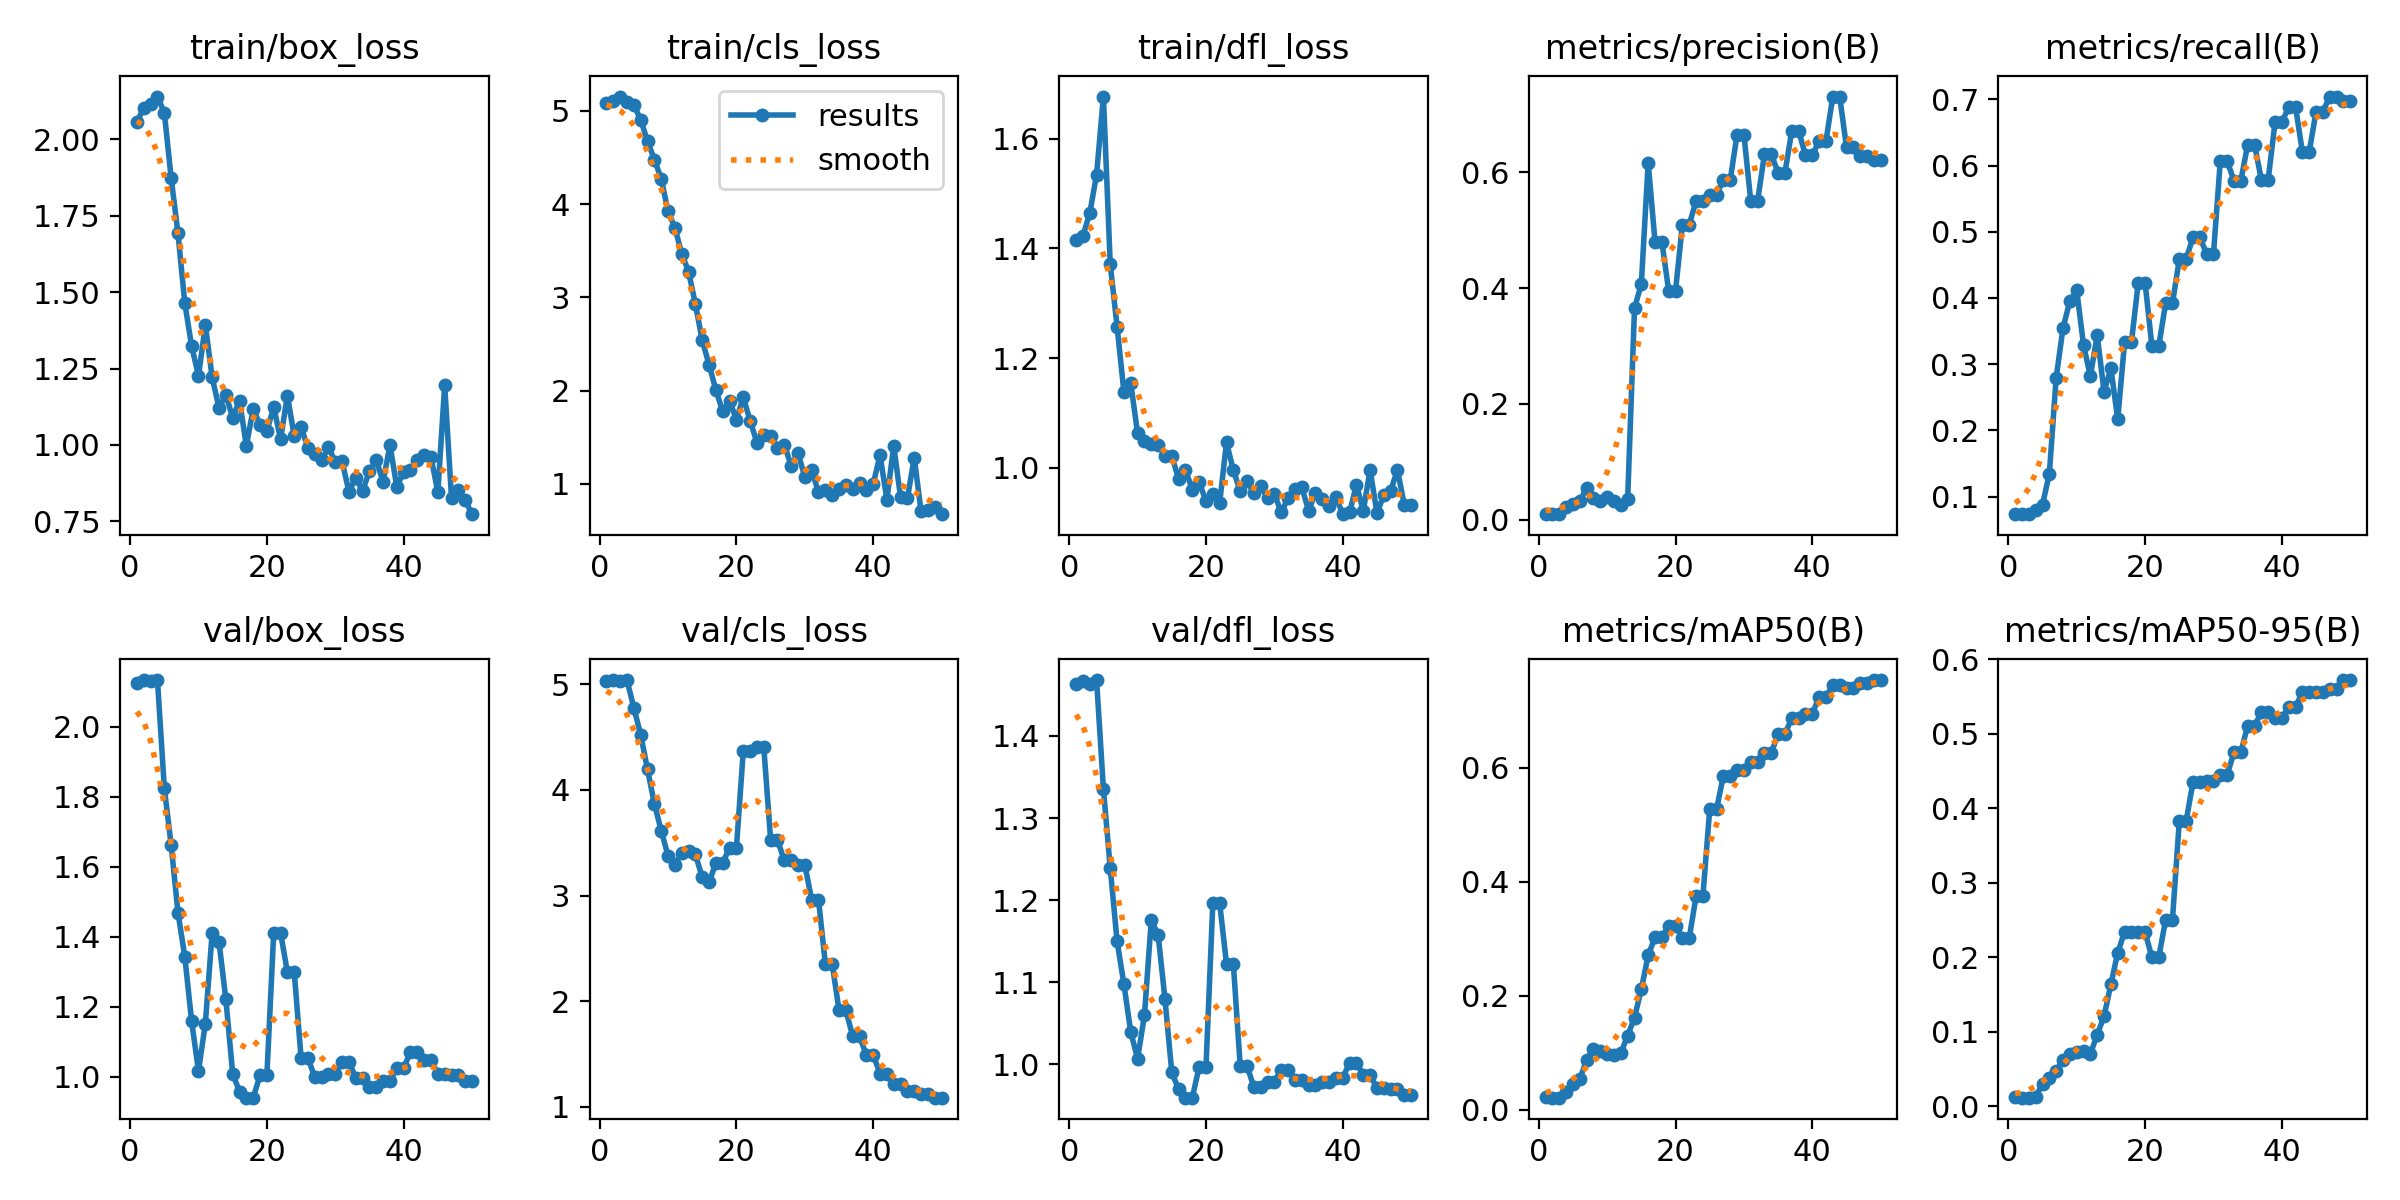 train/box_loss
train/cls_loss
train/dfl_loss
metrics/precision(B)
metrics/recall(B)
2.00
1.75
1.50
1.25
1.00
0.75
0 20 40
results
smooth
5
4
3
2
1
0 20 40
1.6
1.4
1.2
1.0
0 20 40
0.6
0.4
0.2
0.0
0 20 40
0.7
0.6
0.5
0.4
0.3
0.2
0.1
0 20 40
val/box_loss
val/cls_loss
val/dfl_loss
metrics/mAP50(B)
metrics/mAP50-95(B)
2.0
1.8
1.6
1.4
1.2
1.0
0 20 40
5
4
3
2
1
0 20 40
1.4
1.3
1.2
1.1
1.0
0 20 40
0.6
0.4
0.2
0.0
0 20 40
0.6
0.5
0.4
0.3
0.2
0.1
0.0
0 20 40